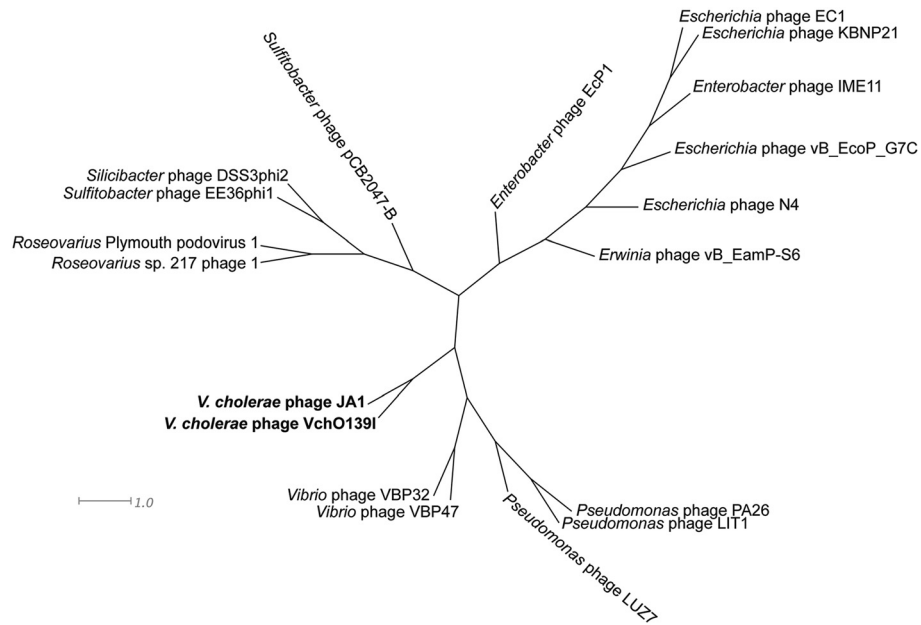 Escherichia phage EC1
Escherichia phage KBNP21
Sulfitobacter phage pCB2047-B
Enterobacter phage EcP1
Enterobacter phage IME11
Escherichia phage vB_EcoP_G7C
Silicibacter phage DSS3phi2
Sulfitobacter phage EE36phi1
Escherichia phage N4
Roseovarius Plymouth podovirus 1
Roseovarius sp. 217 phage 1
Erwinia phage vB_EamP-S6
V. cholerae phage JA1
V. cholerae phage VchO139I
Vibrio phage VBP32
Vibrio phage VBP47
1.0
Pseudomonas phage PA26
Pseudomonas phage LIT1
Pseudomonas phage LUZ7